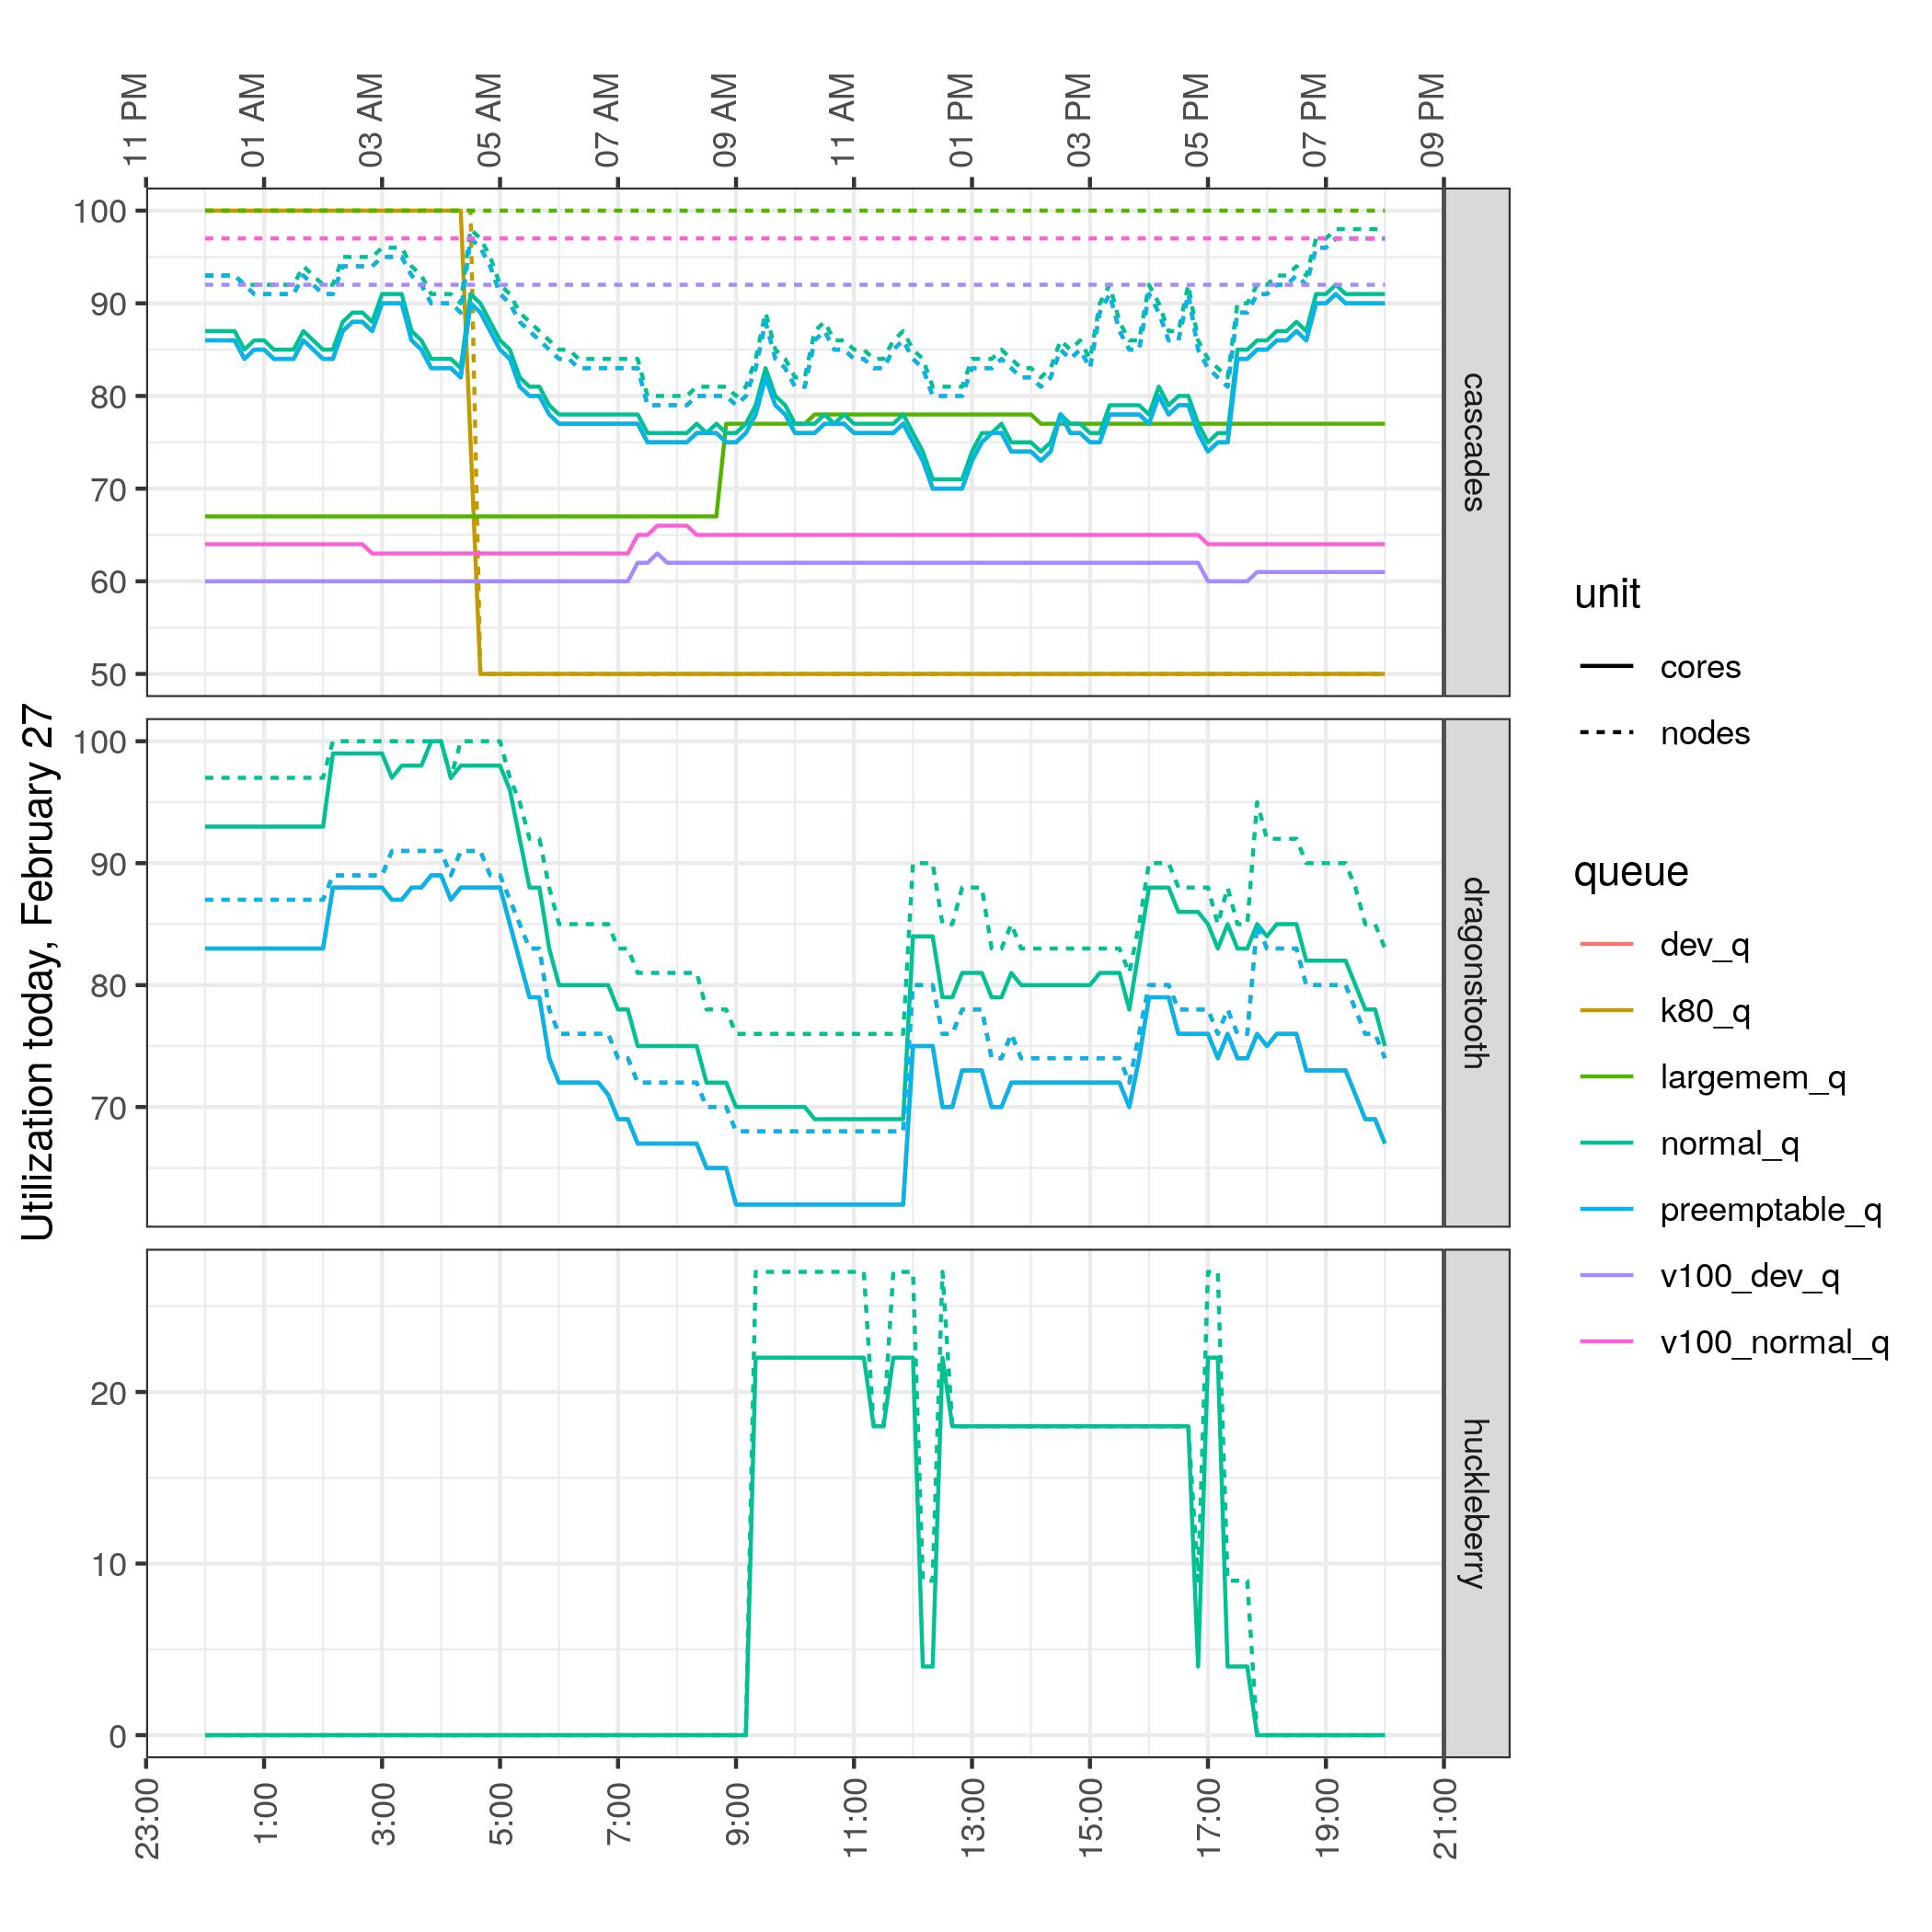 11 PM
01 AM
03 AM
05 AM
07 AM
09 AM
11 AM
01 PM
03 PM
05 PM
07 PM
09 PM
Utilization today, February 27
100
90
80
70
60
50
cascades
100
90
80
70
dragonstooth
20
10
0
huckleberry
23:00
1:00
3:00
5:00
7:00
9:00
11:00
13:00
15:00
17:00
19:00
21:00
unit
cores
nodes
queue
dev_q
k80_q
largemem_q
normal_q
preemptable_q
v100_dev_q
v100_normal_q